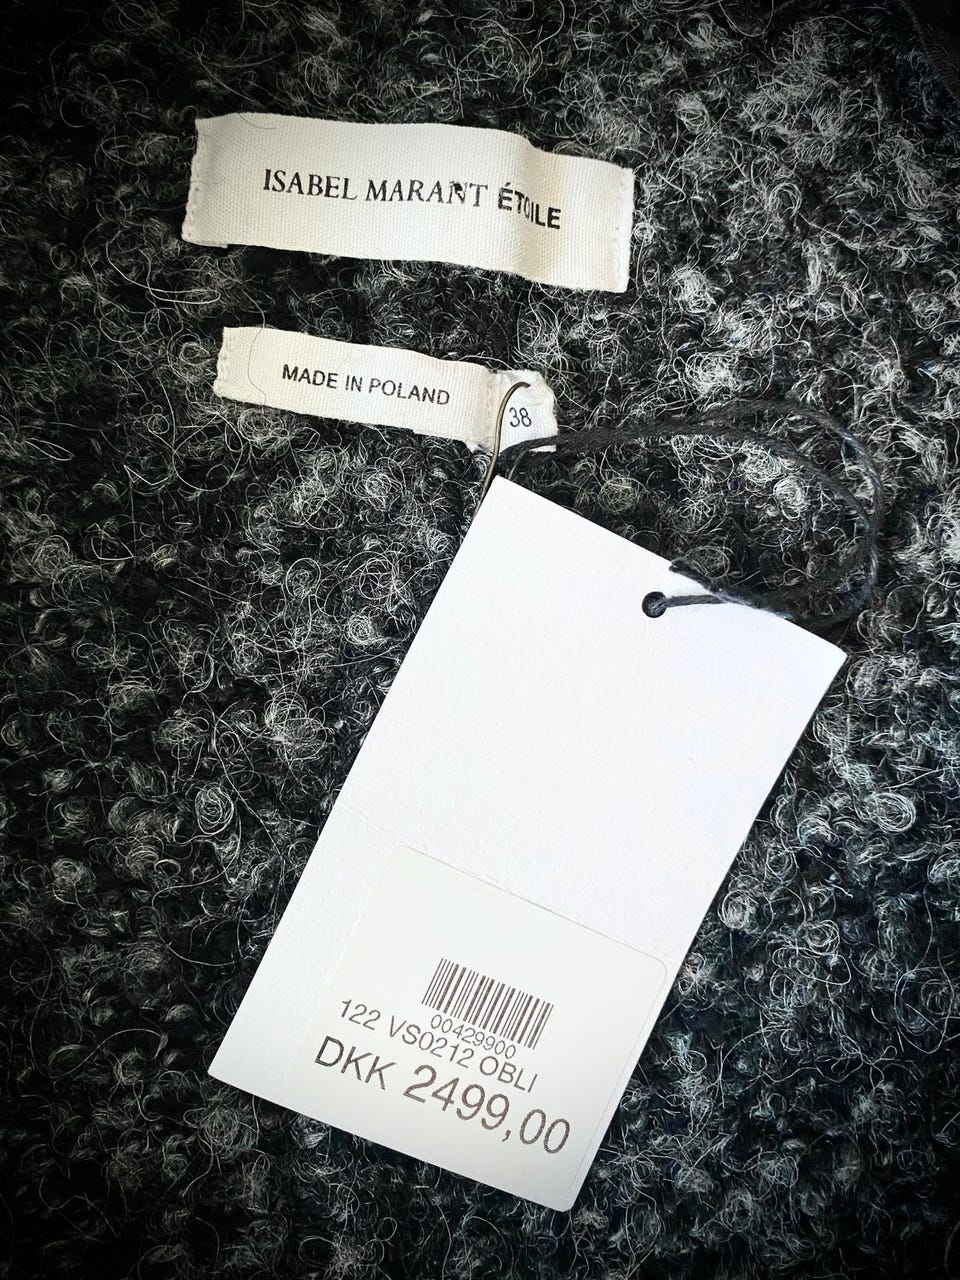 ISABEL MARANT ÉTOILE
MADE IN POLAND
38
00429900
122 VS0212 OBLI
DKK 2499,00